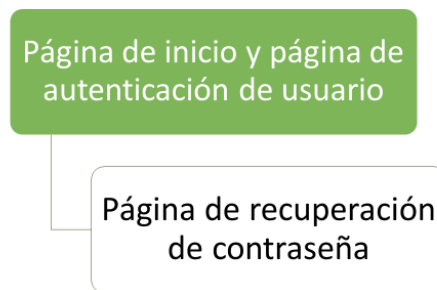 Página de inicio y página de
autenticación de usuario
Página de recuperación
de contraseña